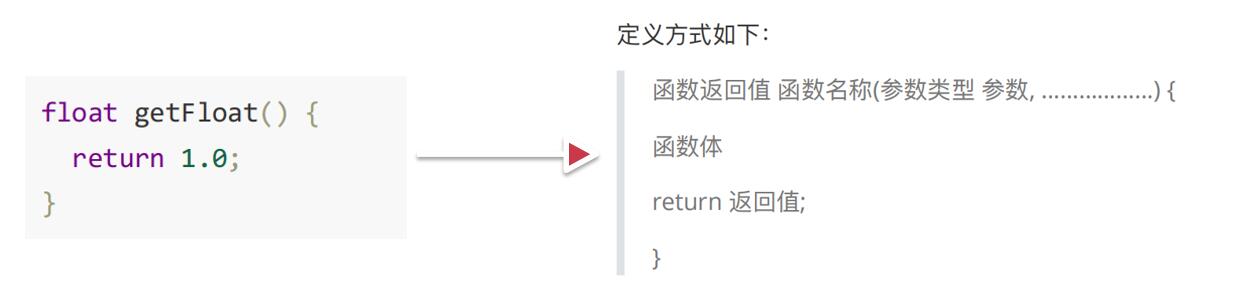 float getFloat() {
return 1.0;
}
定义方式如下：
函数返回值 函数名称(参数类型 参数, ..................) {
函数体
return 返回值;
}